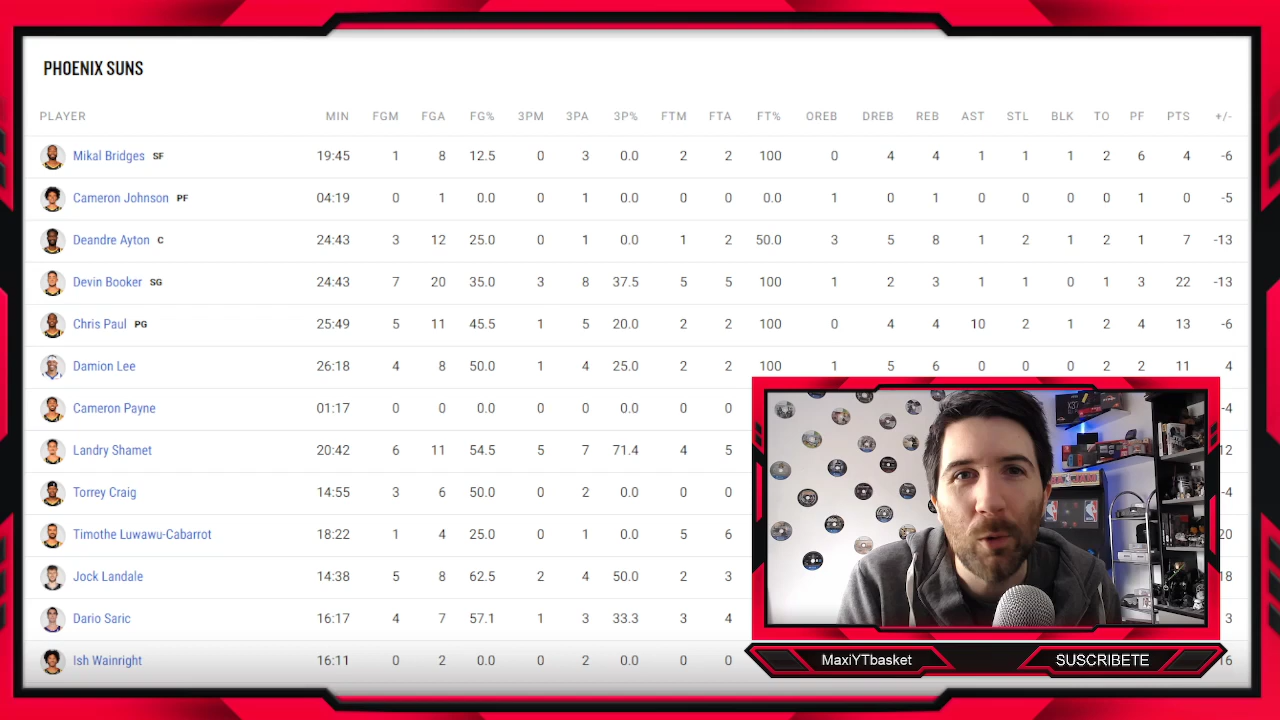 PHOENIX SUNS
PLAYER MIN FGM FGA FG% 3PM 3PA 3P% FTM FTA FT% OREB DREB REB AST STL BLK TO PF PTS +/-
Mikal Bridges SF 19:45 1 8 12.5 0 3 0.0 2 2 100 0 4 4 1 1 1 2 6 4 -6
Cameron Johnson PF 04:19 0 1 0.0 0 1 0.0 0 0 0.0 1 0 1 0 0 0 0 1 0 -5
Deandre Ayton C 24:43 3 12 25.0 0 1 0.0 1 2 50.0 3 5 8 1 2 1 2 1 7 -13
Devin Booker SG 24:43 7 20 35.0 3 8 37.5 5 5 100 1 2 3 1 1 0 1 3 22 -13
Chris Paul PG 25:49 5 11 45.5 1 5 20.0 2 2 100 0 4 4 10 2 1 2 4 13 -6
Damion Lee 26:18 4 8 50.0 1 4 25.0 2 2 100 1 5 6 0 0 0 2 2 11 4
Cameron Payne 01:17 0 0 0.0 0 0 0.0 0 0 -4
Landry Shamet 20:42 6 11 54.5 5 7 71.4 4 5 12
Torrey Craig 14:55 3 6 50.0 0 2 0.0 0 0 -4
Timothe Luwawu-Cabarrot 18:22 1 4 25.0 0 1 0.0 5 6 20
Jock Landale 14:38 5 8 62.5 2 4 50.0 2 3 18
Dario Saric 16:17 4 7 57.1 1 3 33.3 3 4 3
Ish Wainright 16:11 0 2 0.0 0 2 0.0 0 0 16
MaxiYTbasket SUSCRIBETE